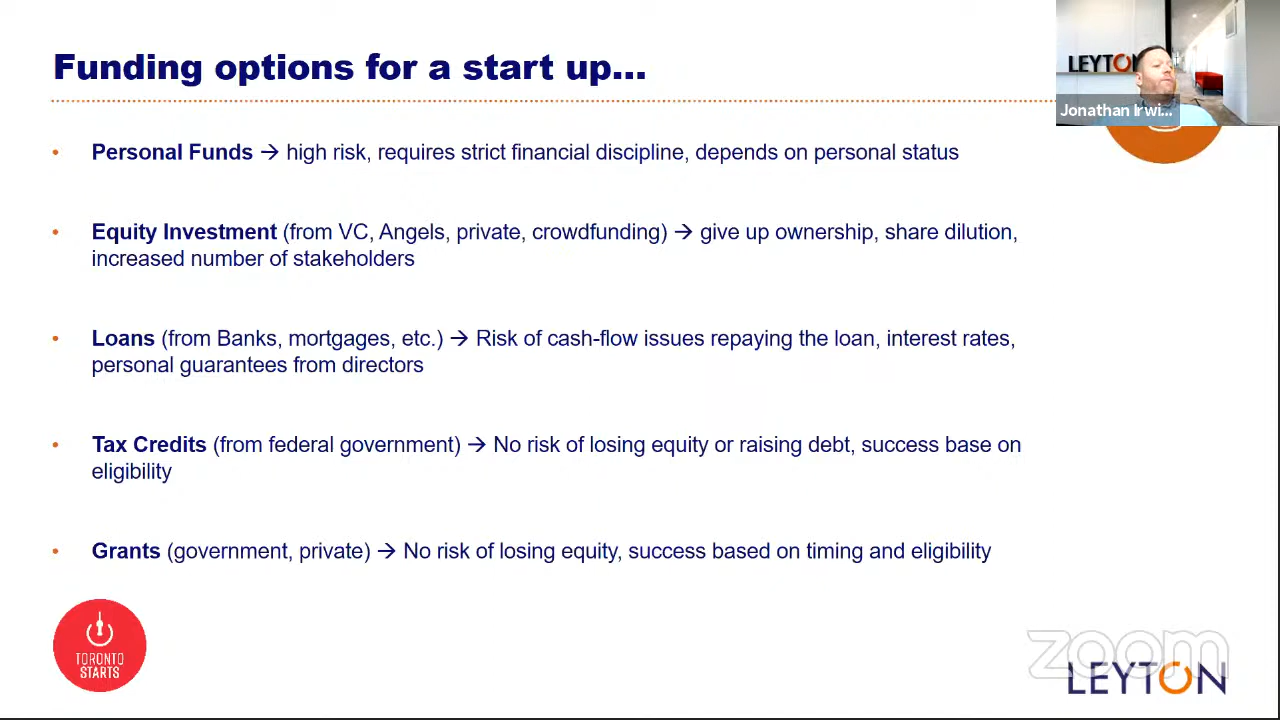 Funding options for a start up...
LEYTON
Jonathan Irwi...
• Personal Funds → high risk, requires strict financial discipline, depends on personal status
• Equity Investment (from VC, Angels, private, crowdfunding) → give up ownership, share dilution,
increased number of stakeholders
• Loans (from Banks, mortgages, etc.) → Risk of cash-flow issues repaying the loan, interest rates,
personal guarantees from directors
• Tax Credits (from federal government) → No risk of losing equity or raising debt, success base on
eligibility
• Grants (government, private) → No risk of losing equity, success based on timing and eligibility
TORONTO
STARTS
zoom
LEYTON